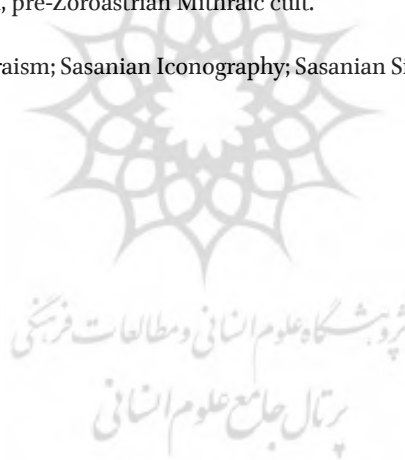 , pre-Zoroastrian Mithraic cult.
raism; Sasanian Iconography; Sasanian Si
پژوهشگاه علوم انسانی و مطالعات فرهنگی
پرتال جامع علوم انسانی